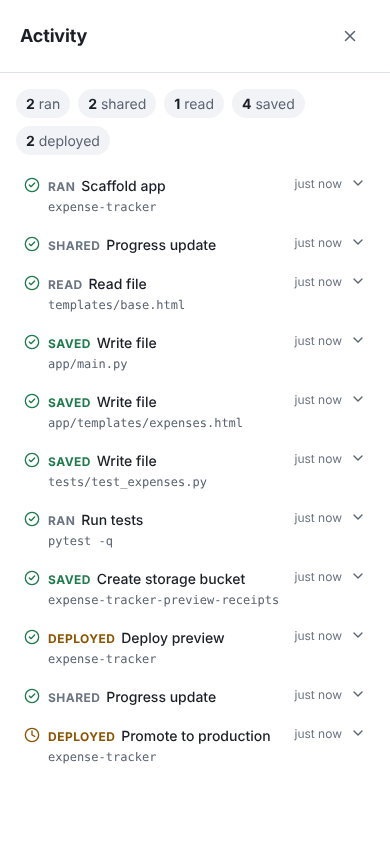 Activity
2 ran 2 shared 1 read 4 saved
2 deployed
RAN Scaffold app just now
expense-tracker
SHARED Progress update just now
READ Read file just now
templates/base.html
SAVED Write file just now
app/main.py
SAVED Write file just now
app/templates/expenses.html
SAVED Write file just now
tests/test_expenses.py
RAN Run tests just now
pytest -q
SAVED Create storage bucket just now
expense-tracker-preview-receipts
DEPLOYED Deploy preview just now
expense-tracker
SHARED Progress update just now
DEPLOYED Promote to production just now
expense-tracker